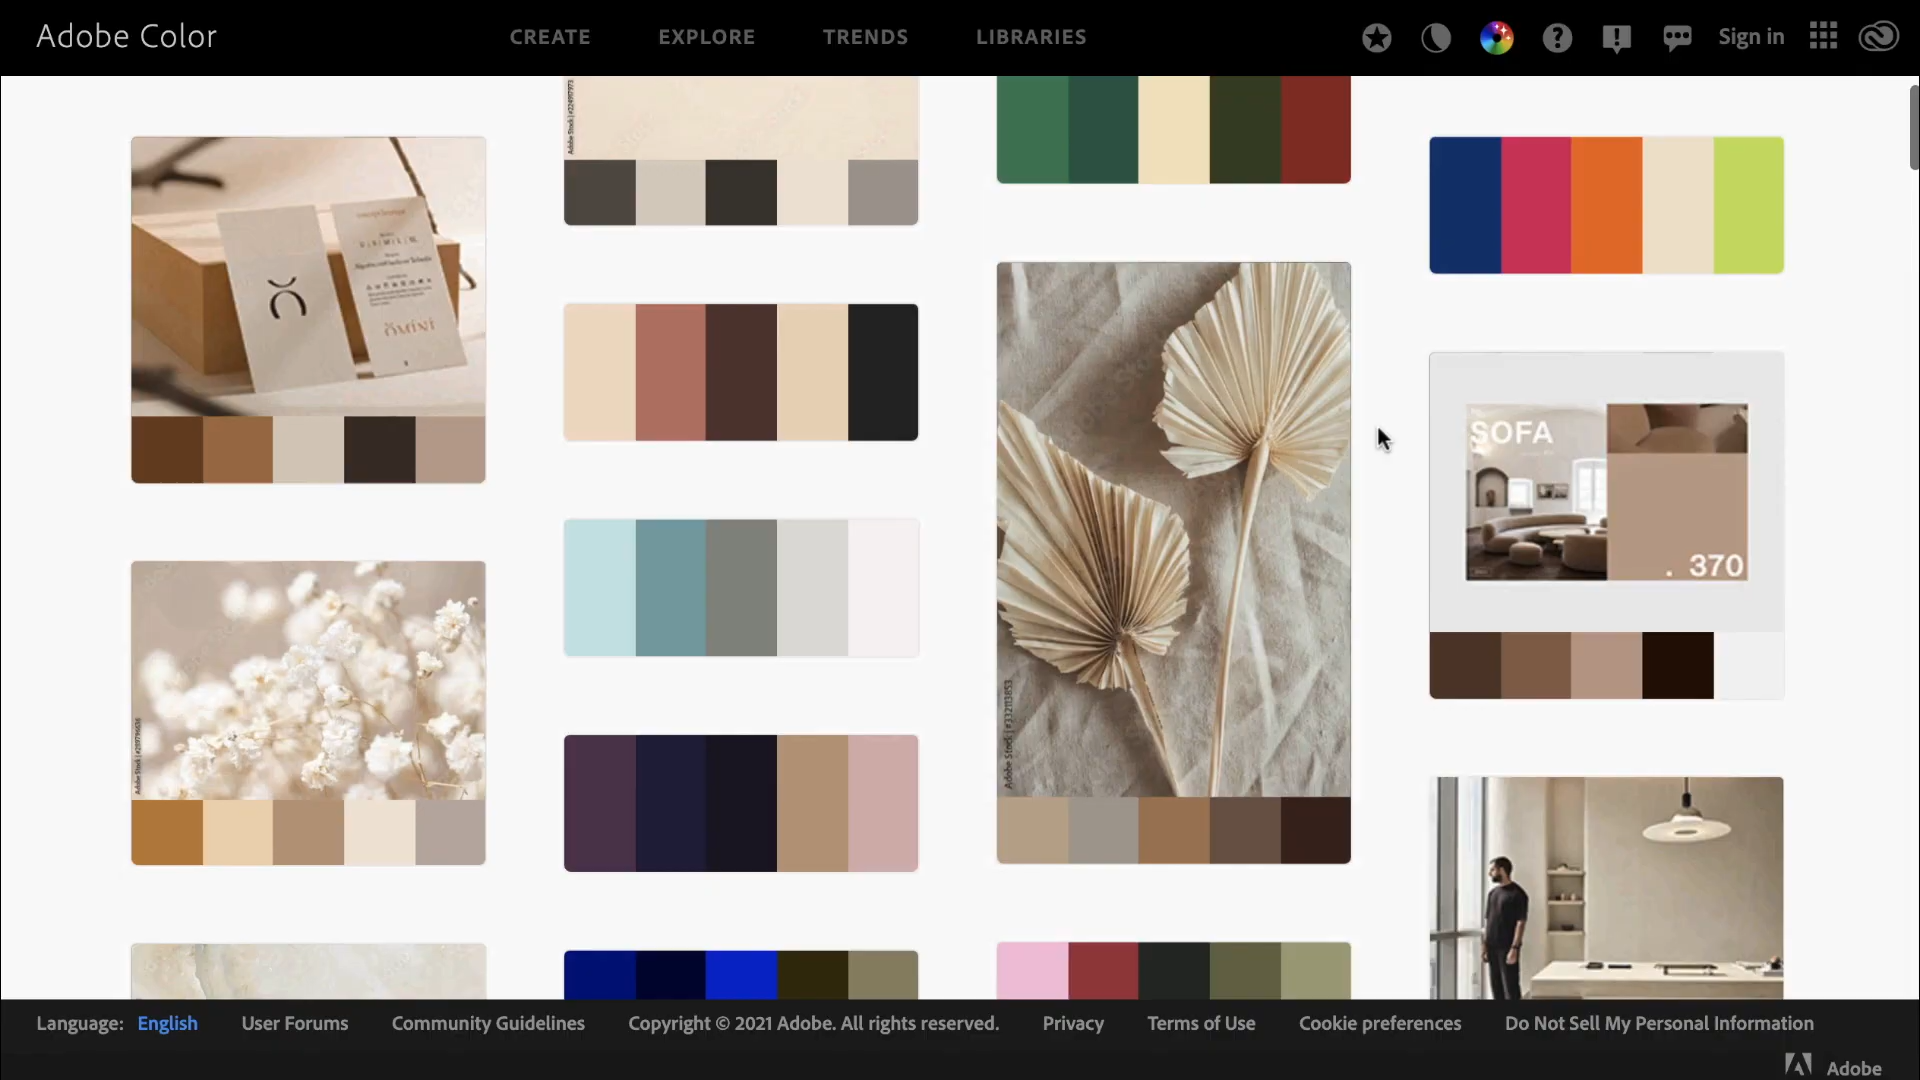 Adobe Color
CREATE
EXPLORE
TRENDS
LIBRARIES
Sign in
ÖMINI
SOFA
. 370
Language: English
User Forums
Community Guidelines
Copyright © 2021 Adobe. All rights reserved.
Privacy
Terms of Use
Cookie preferences
Do Not Sell My Personal Information
Adobe